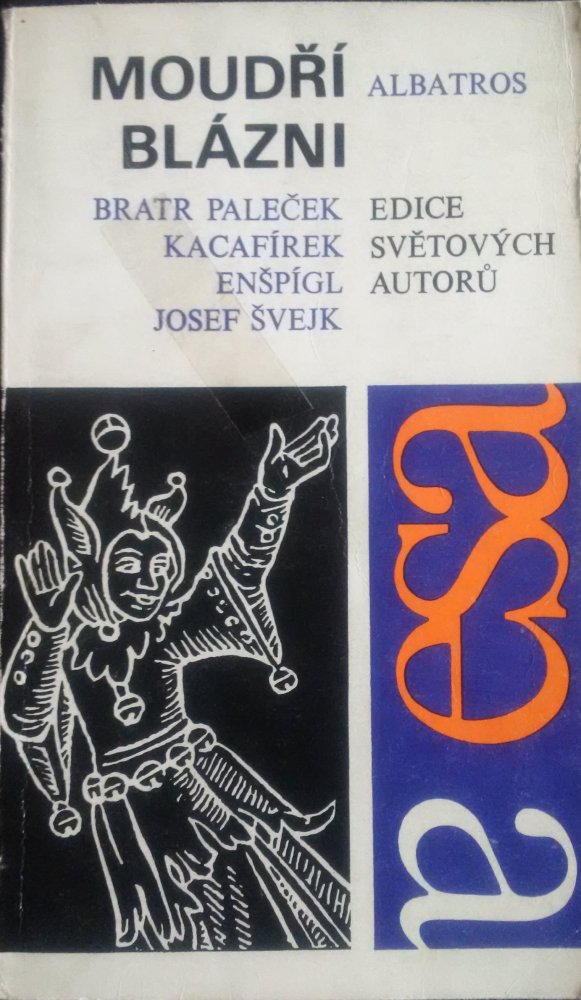 MOUDŘÍ
BLÁZNI
ALBATROS
BRATR PALEČEK
KACAFÍREK
ENŠPÍGL
JOSEF ŠVEJK
EDICE
SVĚTOVÝCH
AUTORŮ
esa
a